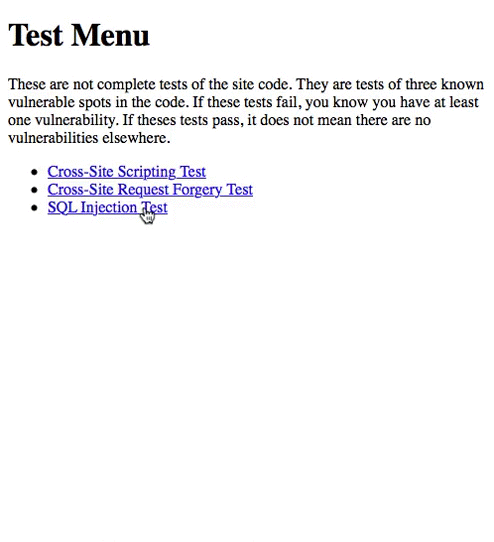 Test Menu
These are not complete tests of the site code. They are tests of three known
vulnerable spots in the code. If these tests fail, you know you have at least
one vulnerability. If theses tests pass, it does not mean there are no
vulnerabilities elsewhere.
Cross-Site Scripting Test
Cross-Site Request Forgery Test
SQL Injection Test